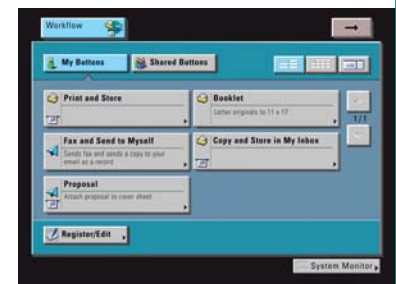 Workflow
My Buttons
Shared Buttons
Print and Store
Booklet
Letter originals to 11 x 17
1/1
Fax and Send to Myself
Sends fax and sends a copy to your
email as a record
Copy and Store in My Inbox
Proposal
Attach proposal to cover sheet
Register/Edit
System Monitor